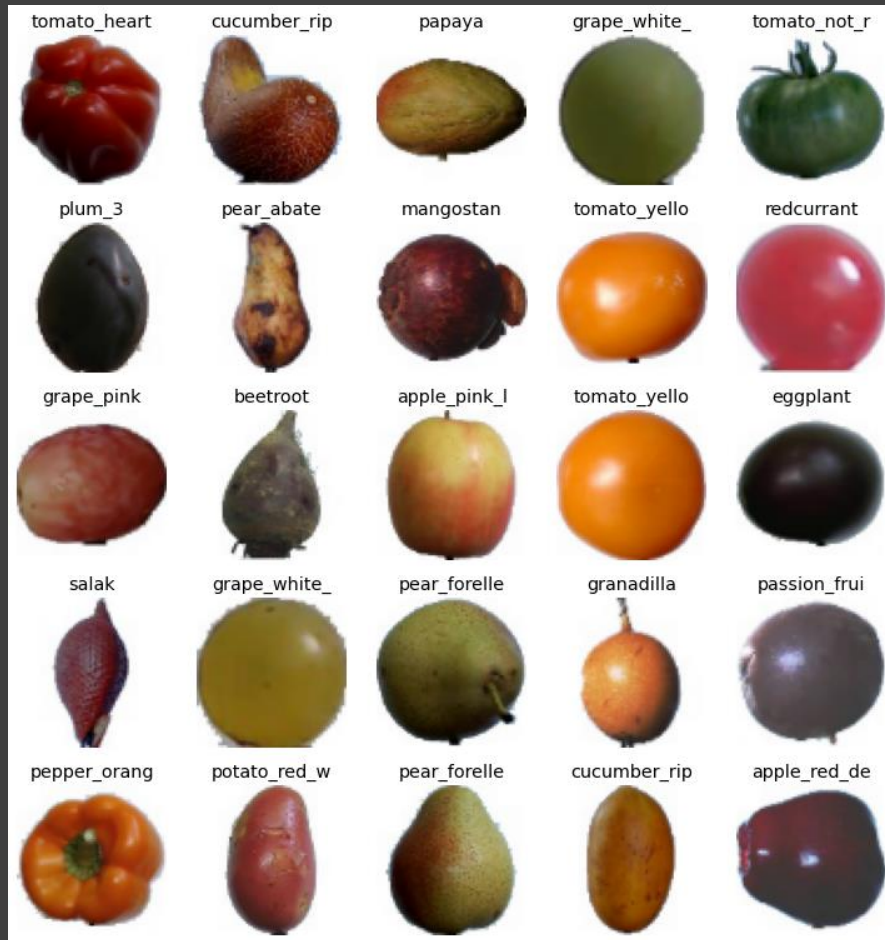 tomato_heart cucumber_rip papaya grape_white_ tomato_not_r
plum_3 pear_abate mangostan tomato_yello redcurrant
grape_pink beetroot apple_pink_l tomato_yello eggplant
salak grape_white_ pear_forelle granadilla passion_frui
pepper_orang potato_red_w pear_forelle cucumber_rip apple_red_de